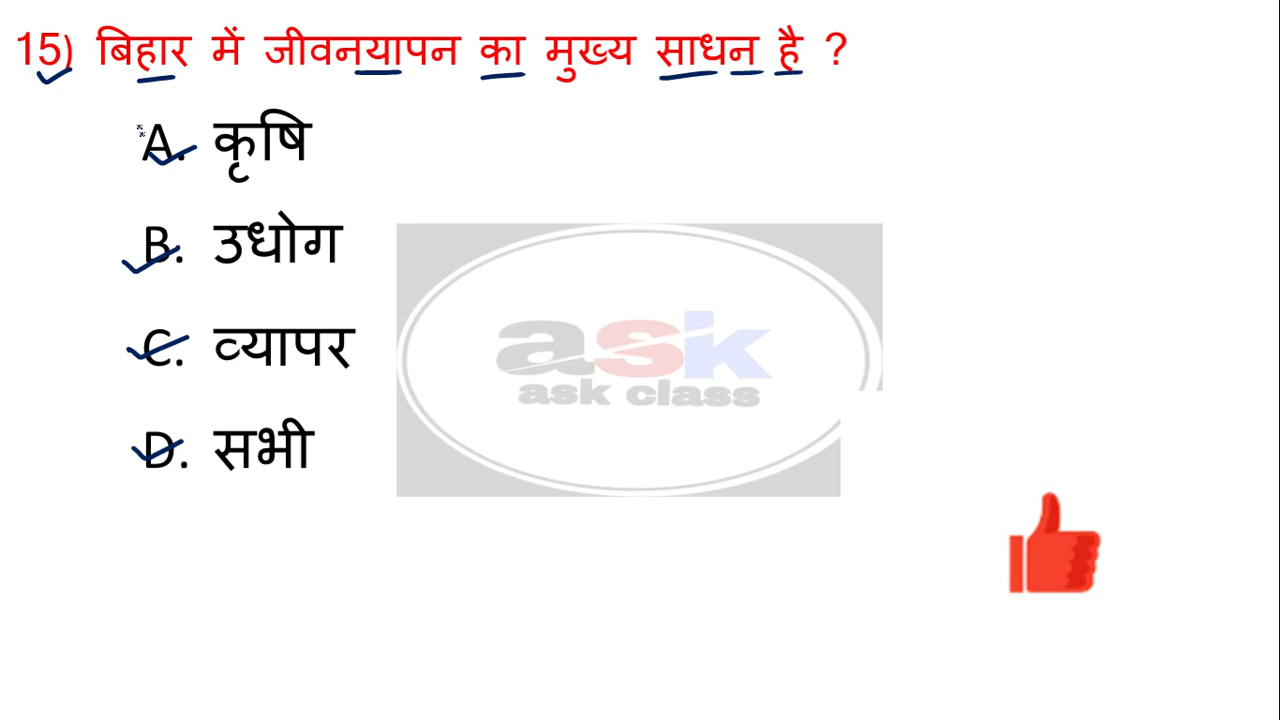 15) बिहार में जीवनयापन का मुख्य साधन है ?
A. कृषि
B. उधोग
C. व्यापर
D. सभी
ask
ask class